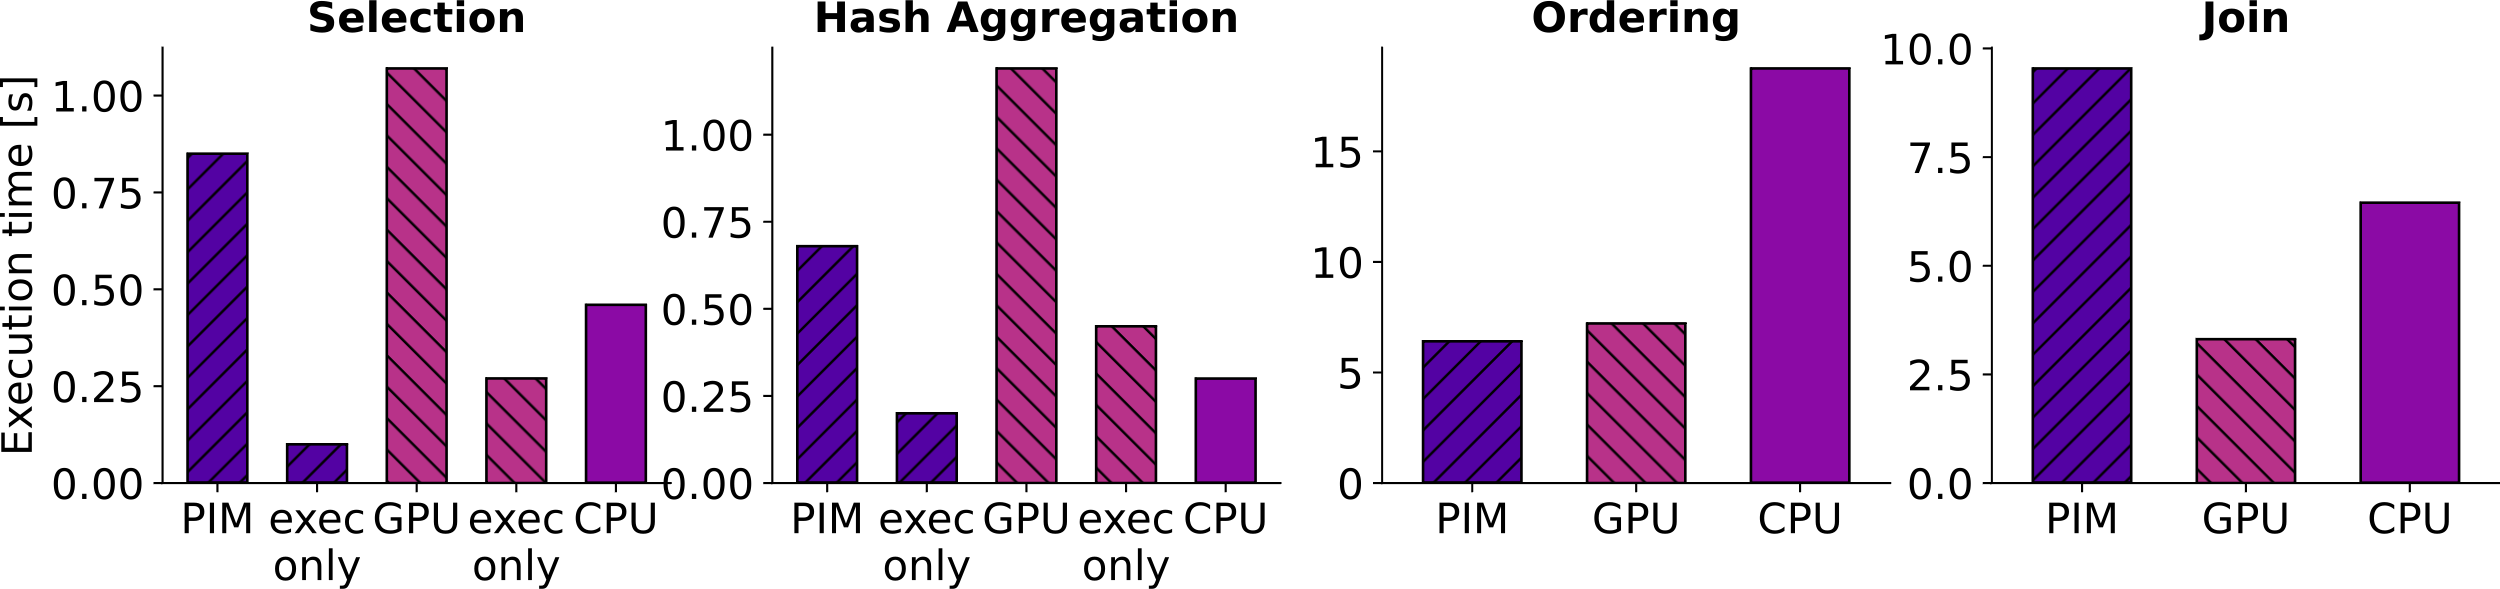 Selection
Hash Aggregation
Ordering
Join
Execution time [s]
1.00
0.75
0.50
0.25
0.00
PIM
exec
only
GPU
exec
only
CPU
1.00
0.75
0.50
0.25
0.00
PIM
exec
only
GPU
exec
only
CPU
15
10
5
0
PIM
GPU
CPU
10.0
7.5
5.0
2.5
0.0
PIM
GPU
CPU